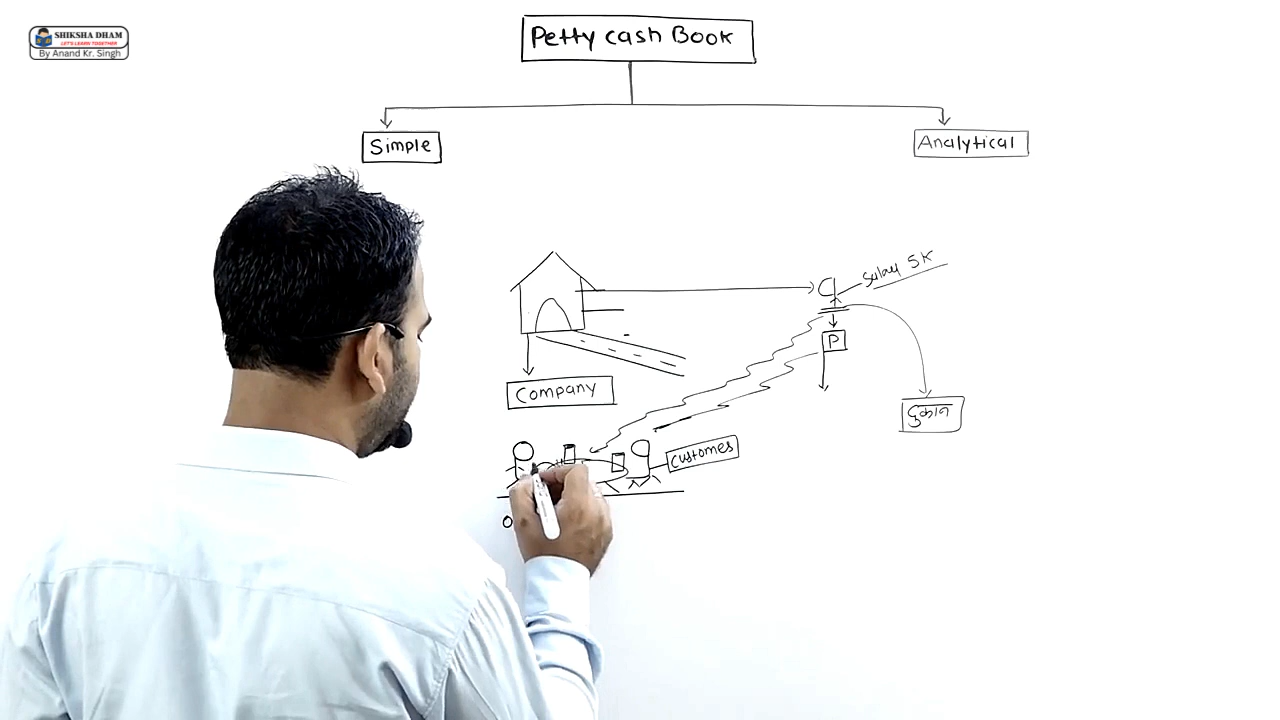 SHIKSHA DHAM
LET'S LEARN TOGETHER
By Anand Kr. Singh
Petty cash Book
Simple
Analytical
Salary 5K
P
Company
दुकान
Customes